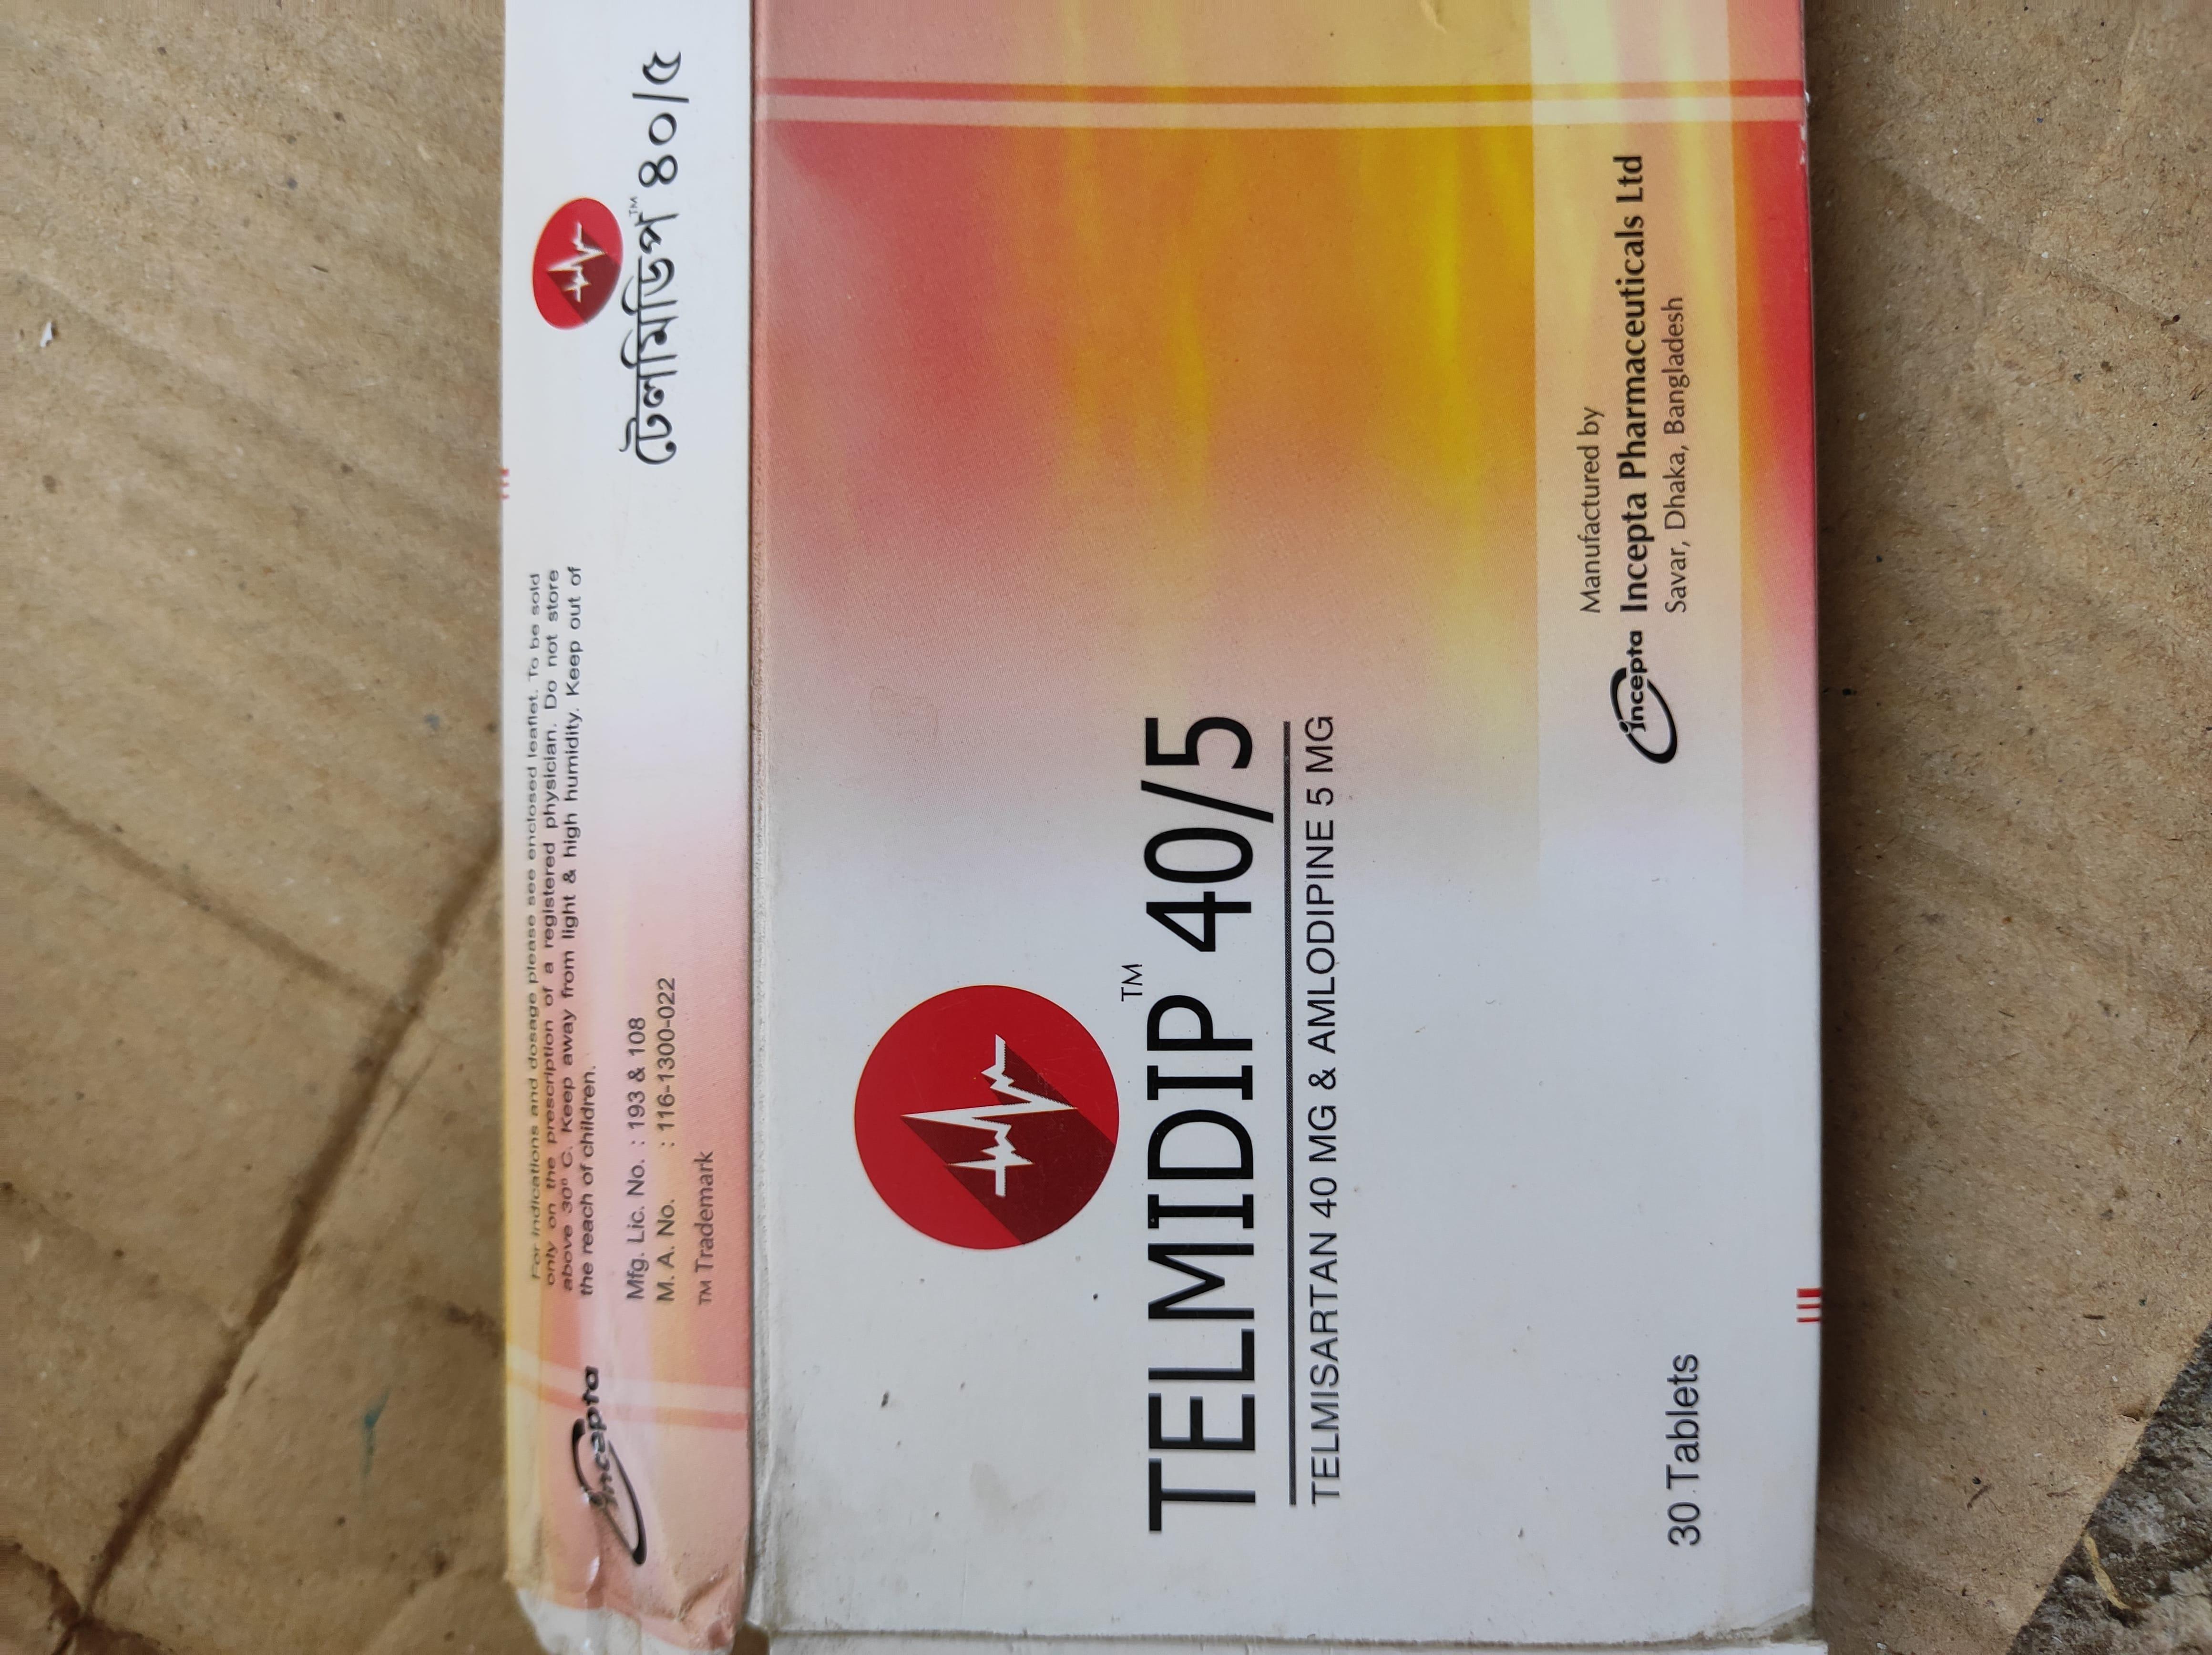 incepta
For indications and dosage please see enclosed leaflet. To be sold
only on the prescription of a registered physician. Do not store
above 30º C. Keep away from light & high humidity. Keep out of
the reach of children.
Mfg. Lic. No. : 193 & 108
M. A. No. : 116-1300-022
TM Trademark
টেলমিডিপ™ ৪০/৫
TELMIDIP™ 40/5
TELMISARTAN 40 MG & AMLODIPINE 5 MG
30 Tablets
Manufactured by
incepta Incepta Pharmaceuticals Ltd
Savar, Dhaka, Bangladesh